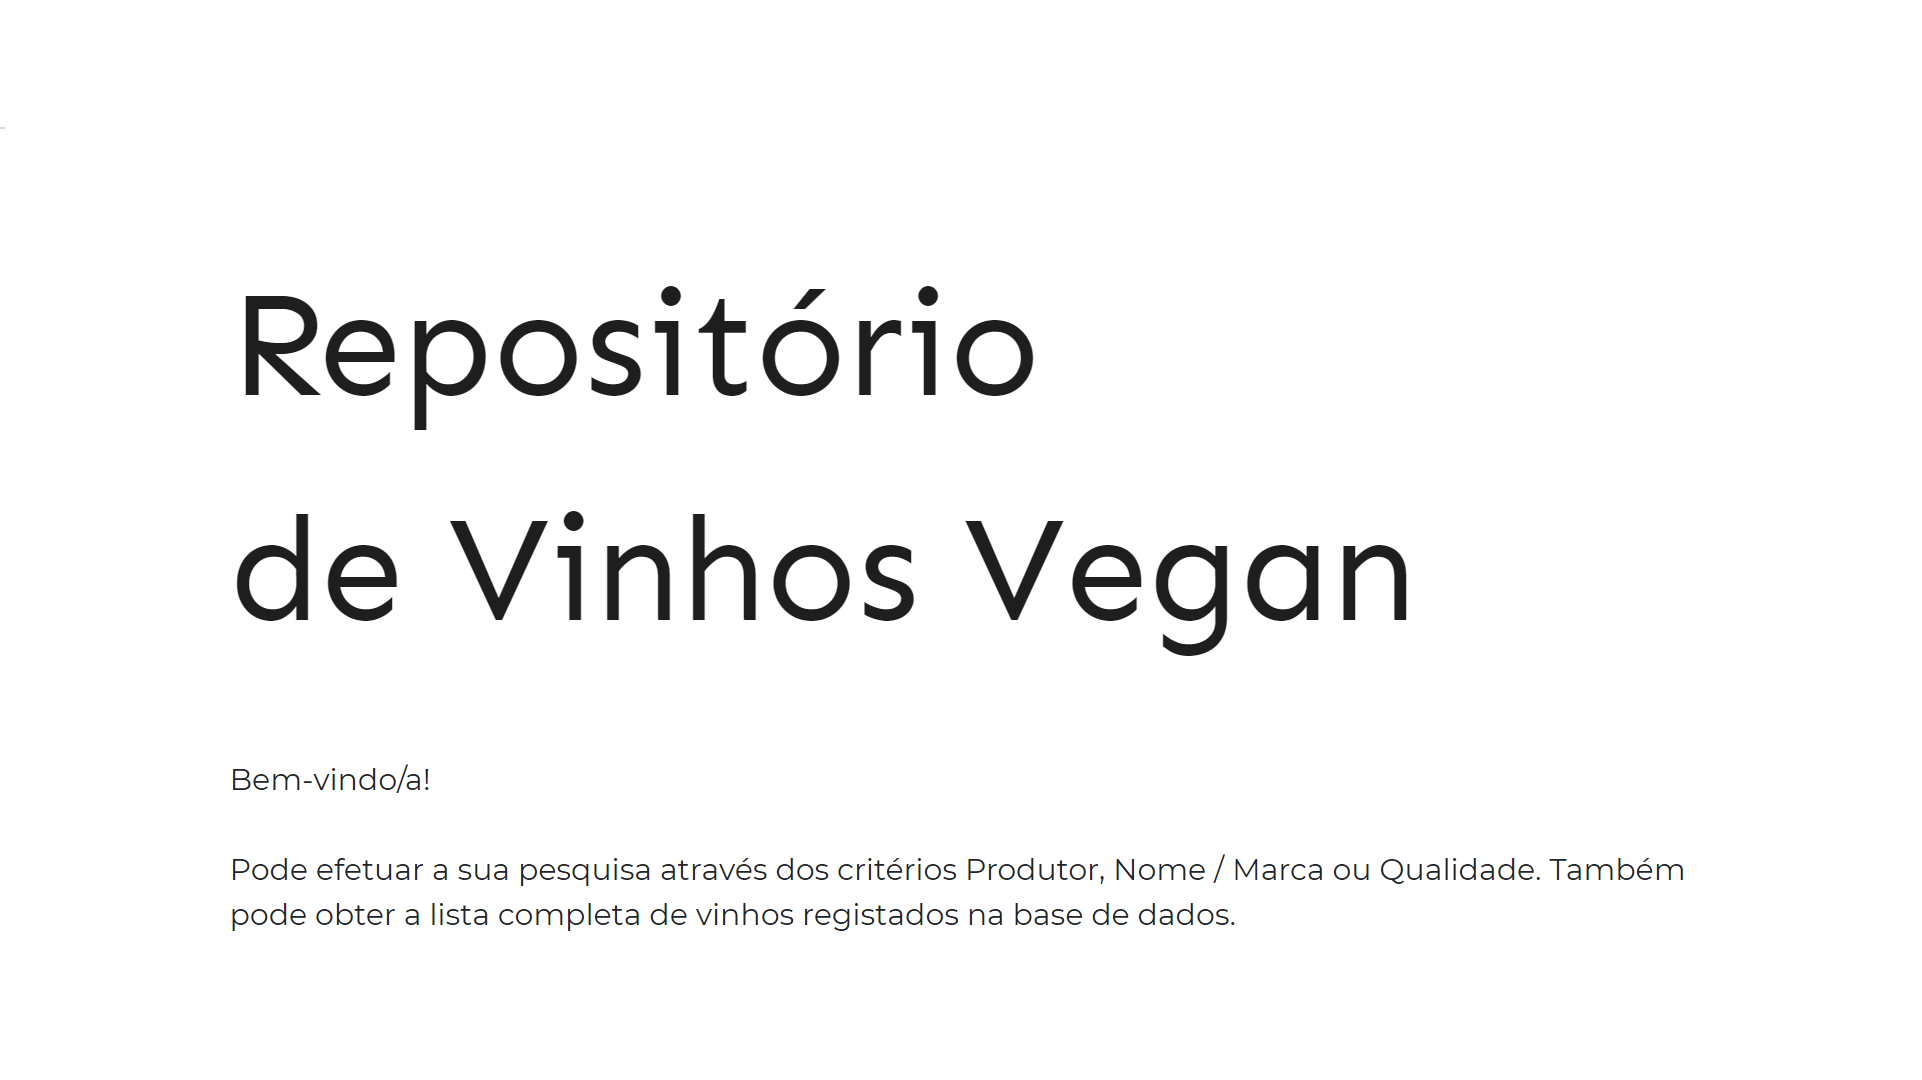 Repositório
de Vinhos Vegan
Bem-vindo/a!
Pode efetuar a sua pesquisa através dos critérios Produtor, Nome / Marca ou Qualidade. Também
pode obter a lista completa de vinhos registados na base de dados.